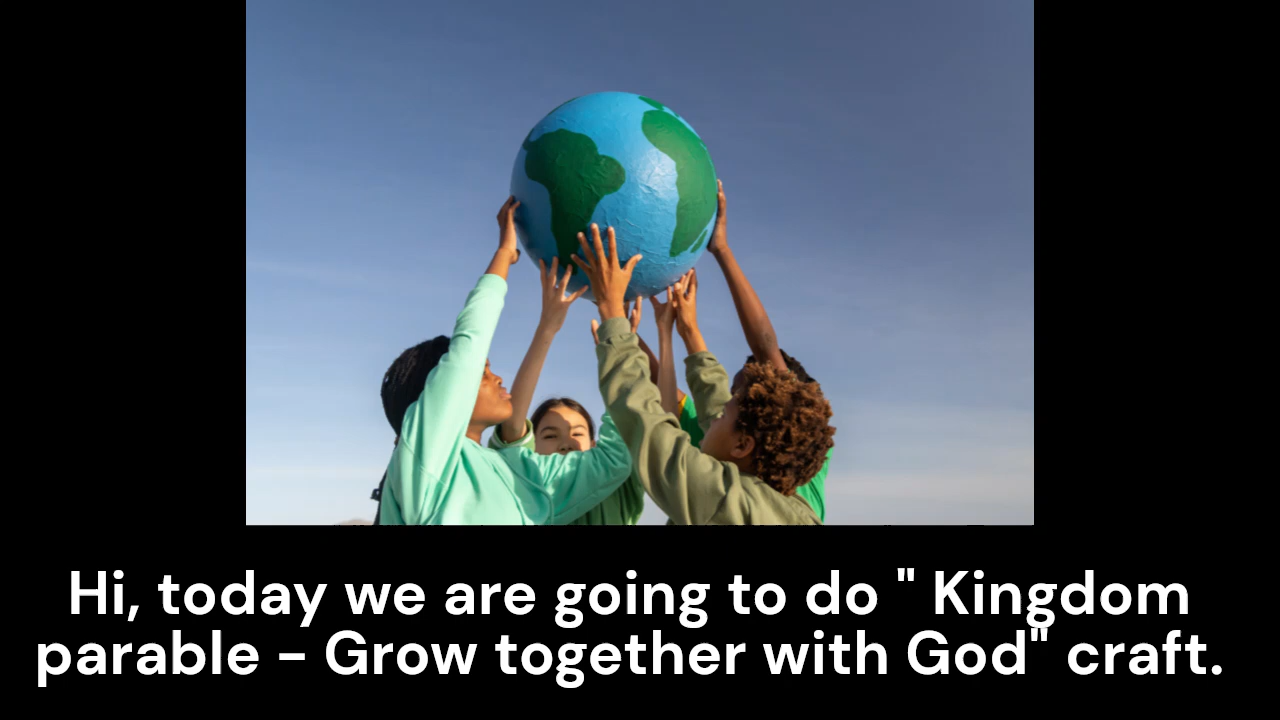 Hi, today we are going to do " Kingdom
parable - Grow together with God" craft.